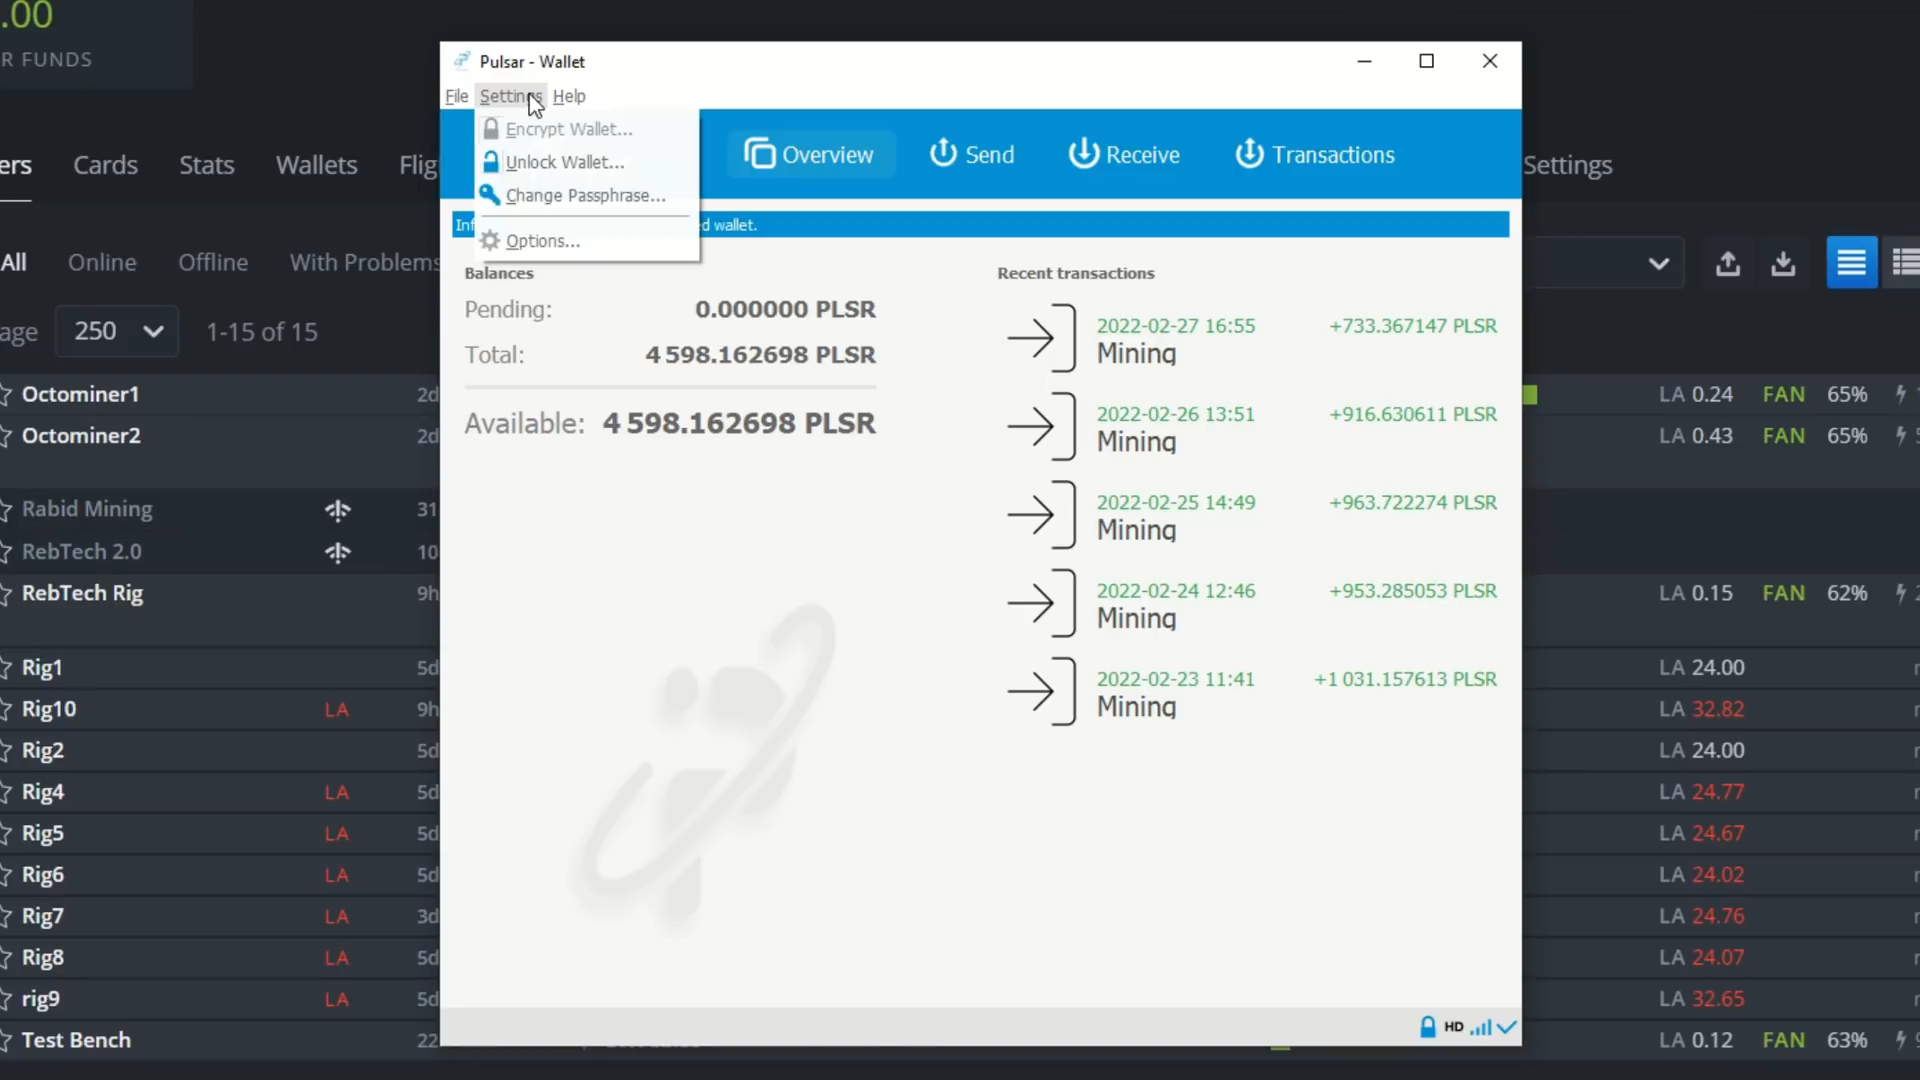 .00
R FUNDS
ers
Cards
Stats
Wallets
Flig
Settings
All
Online
Offline
With Problems
age
250
1-15 of 15
Octominer1
2d
LA 0.24 FAN 65%
Octominer2
2d
LA 0.43 FAN 65%
Rabid Mining
31
RebTech 2.0
10
RebTech Rig
9h
LA 0.15 FAN 62%
Rig1
5d
LA 24.00
Rig10
LA
9h
LA 32.82
Rig2
5d
LA 24.00
Rig4
LA
5d
LA 24.77
Rig5
LA
5d
LA 24.67
Rig6
LA
5d
LA 24.02
Rig7
LA
3d
LA 24.76
Rig8
LA
5d
LA 24.07
rig9
LA
5d
LA 32.65
Test Bench
22
LA 0.12 FAN 63%
Pulsar - Wallet
File Settings Help
Encrypt Wallet...
Unlock Wallet...
Change Passphrase...
Options...
Overview
Send
Receive
Transactions
Inf
d wallet.
Balances
Pending: 0.000000 PLSR
Total: 4 598.162698 PLSR
Available: 4 598.162698 PLSR
Recent transactions
2022-02-27 16:55 +733.367147 PLSR
Mining
2022-02-26 13:51 +916.630611 PLSR
Mining
2022-02-25 14:49 +963.722274 PLSR
Mining
2022-02-24 12:46 +953.285053 PLSR
Mining
2022-02-23 11:41 +1 031.157613 PLSR
Mining
HD